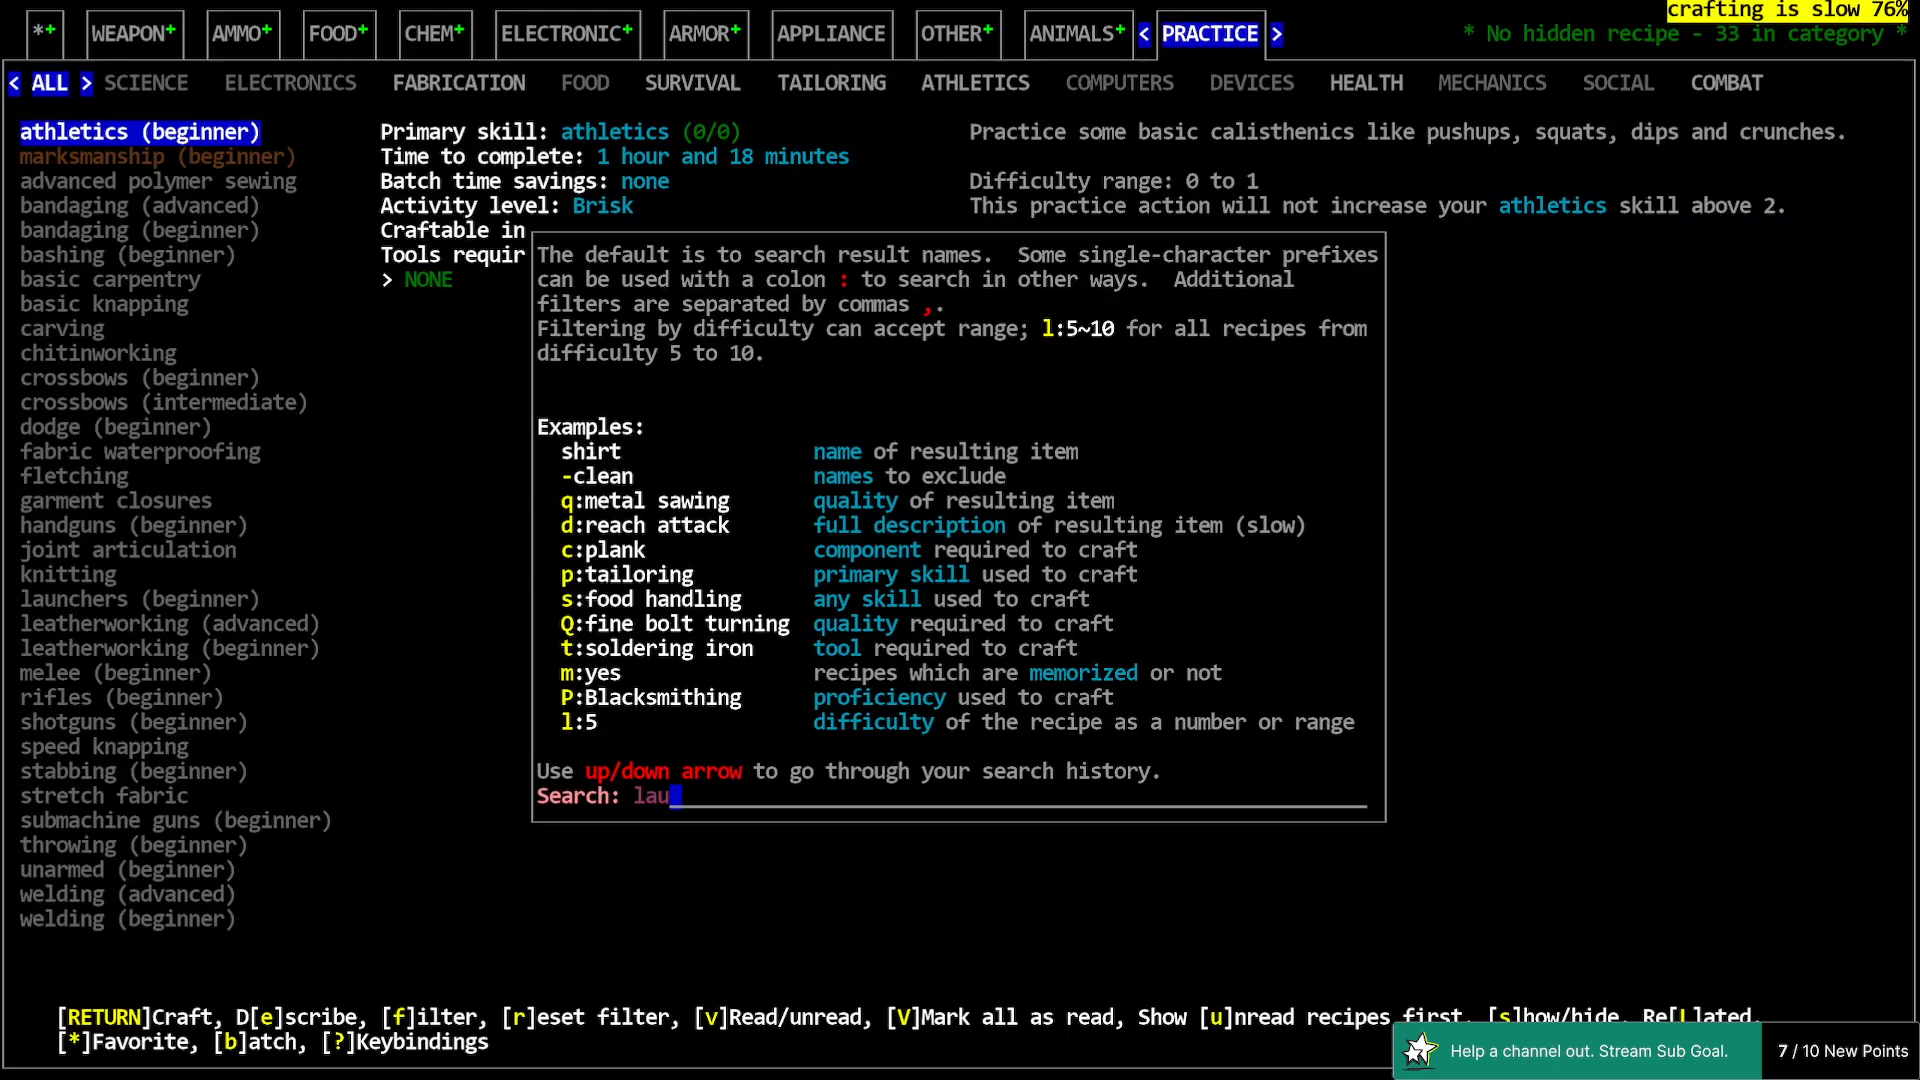 crafting is slow 76%
*+ WEAPON+ AMMO+ FOOD+ CHEM+ ELECTRONIC+ ARMOR+ APPLIANCE OTHER+ ANIMALS+ < PRACTICE > * No hidden recipe - 33 in category *
< ALL > SCIENCE ELECTRONICS FABRICATION FOOD SURVIVAL TAILORING ATHLETICS COMPUTERS DEVICES HEALTH MECHANICS SOCIAL COMBAT
athletics (beginner)
marksmanship (beginner)
advanced polymer sewing
bandaging (advanced)
bandaging (beginner)
bashing (beginner)
basic carpentry
basic knapping
carving
chitinworking
crossbows (beginner)
crossbows (intermediate)
dodge (beginner)
fabric waterproofing
fletching
garment closures
handguns (beginner)
joint articulation
knitting
launchers (beginner)
leatherworking (advanced)
leatherworking (beginner)
melee (beginner)
rifles (beginner)
shotguns (beginner)
speed knapping
stabbing (beginner)
stretch fabric
submachine guns (beginner)
throwing (beginner)
unarmed (beginner)
welding (advanced)
welding (beginner)
Primary skill: athletics (0/0)
Time to complete: 1 hour and 18 minutes
Batch time savings: none
Activity level: Brisk
Craftable in
Tools requir
> NONE
Practice some basic calisthenics like pushups, squats, dips and crunches.
Difficulty range: 0 to 1
This practice action will not increase your athletics skill above 2.
The default is to search result names.  Some single-character prefixes
can be used with a colon : to search in other ways.  Additional
filters are separated by commas ,.
Filtering by difficulty can accept range; l:5~10 for all recipes from
difficulty 5 to 10.
Examples:
shirt name of resulting item
-clean names to exclude
q:metal sawing quality of resulting item
d:reach attack full description of resulting item (slow)
c:plank component required to craft
p:tailoring primary skill used to craft
s:food handling any skill used to craft
Q:fine bolt turning quality required to craft
t:soldering iron tool required to craft
m:yes recipes which are memorized or not
P:Blacksmithing proficiency used to craft
l:5 difficulty of the recipe as a number or range
Use up/down arrow to go through your search history.
Search: lau
[RETURN]Craft, D[e]scribe, [f]ilter, [r]eset filter, [v]Read/unread, [V]Mark all as read, Show [u]nread recipes first, [s]how/hide, Re[L]lated,
[*]Favorite, [b]atch, [?]Keybindings
Help a channel out. Stream Sub Goal. 7 / 10 New Points